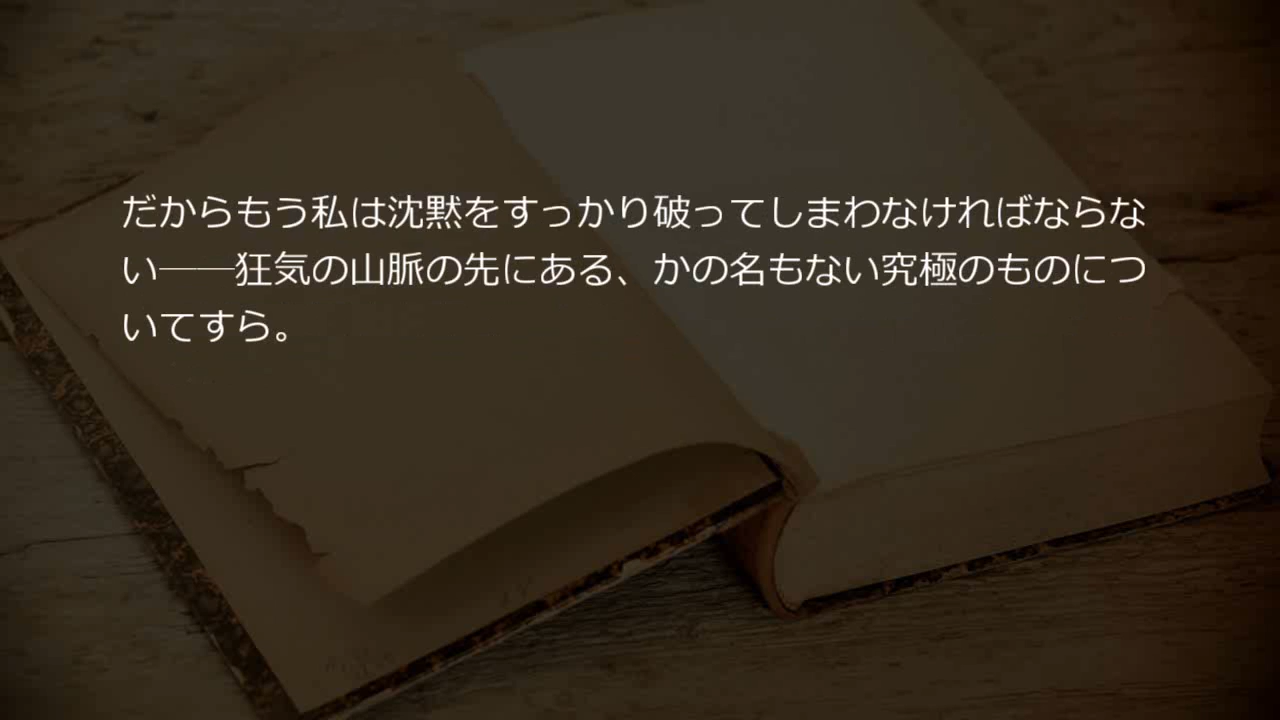 だからもう私は沈黙をすっかり破ってしまわなければならな
い――狂気の山脈の先にある、かの名もない究極のものにつ
いてすら。